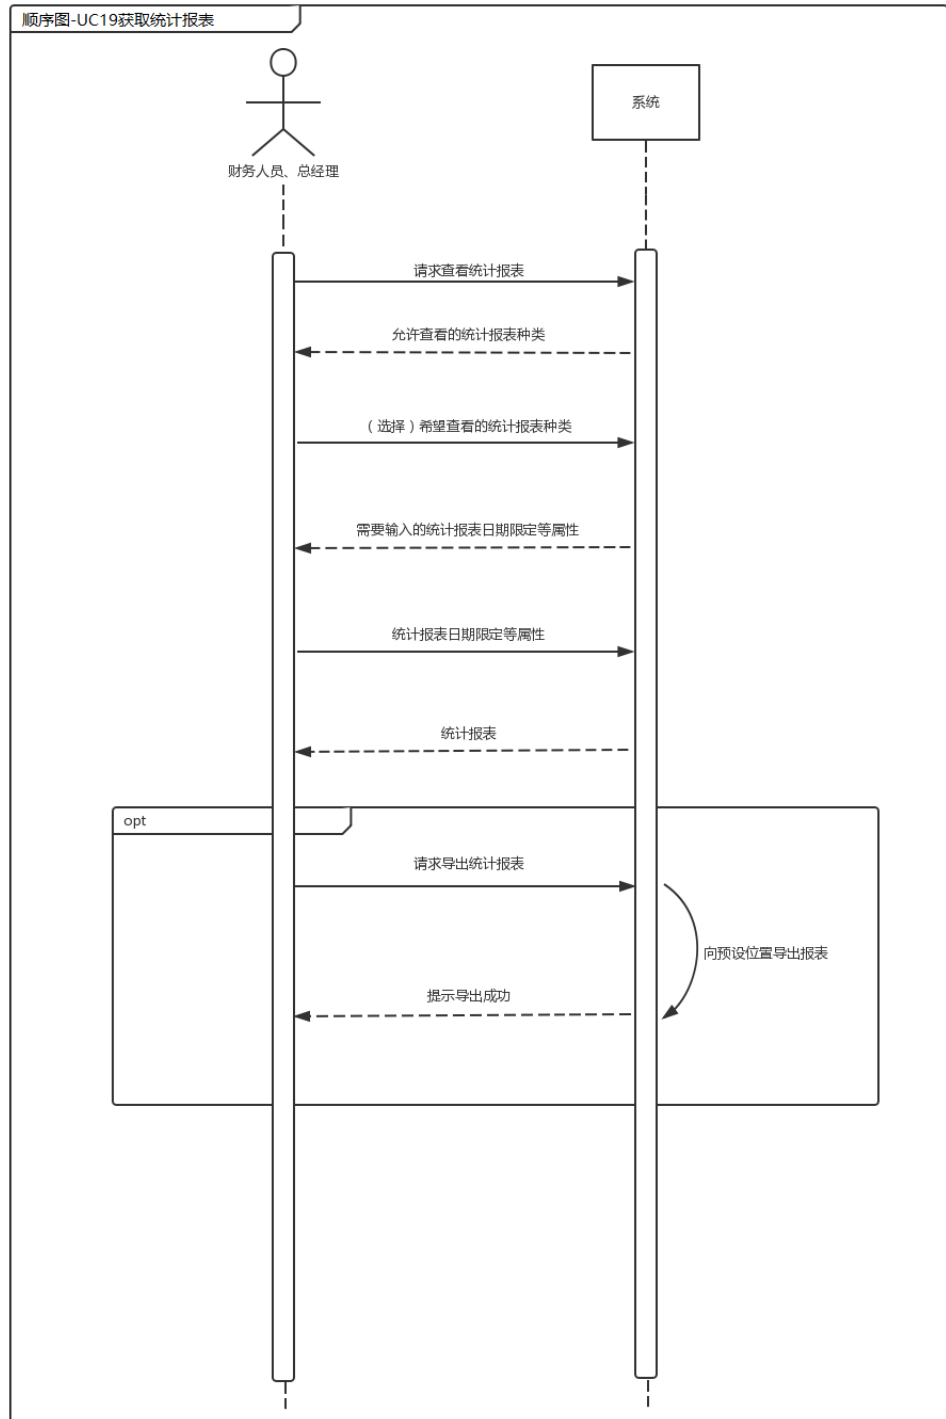 顺序图-UC19获取统计报表
系统
财务人员、总经理
请求查看统计报表
允许查看的统计报表种类
（选择）希望查看的统计报表种类
需要输入的统计报表日期限定等属性
统计报表日期限定等属性
统计报表
opt
请求导出统计报表
向预设位置导出报表
提示导出成功